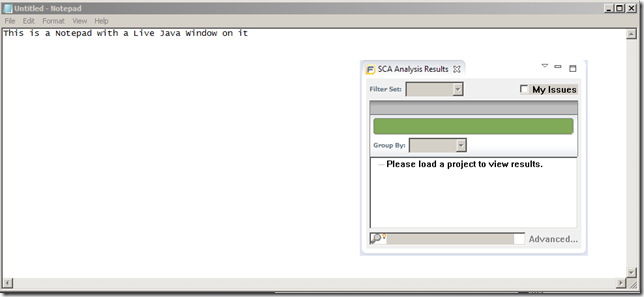 Untitled - Notepad
File Edit Format View Help
This is a Notepad with a Live Java Window on it
SCA Analysis Results
Filter Set:
My Issues
Group By:
Please load a project to view results.
Advanced...